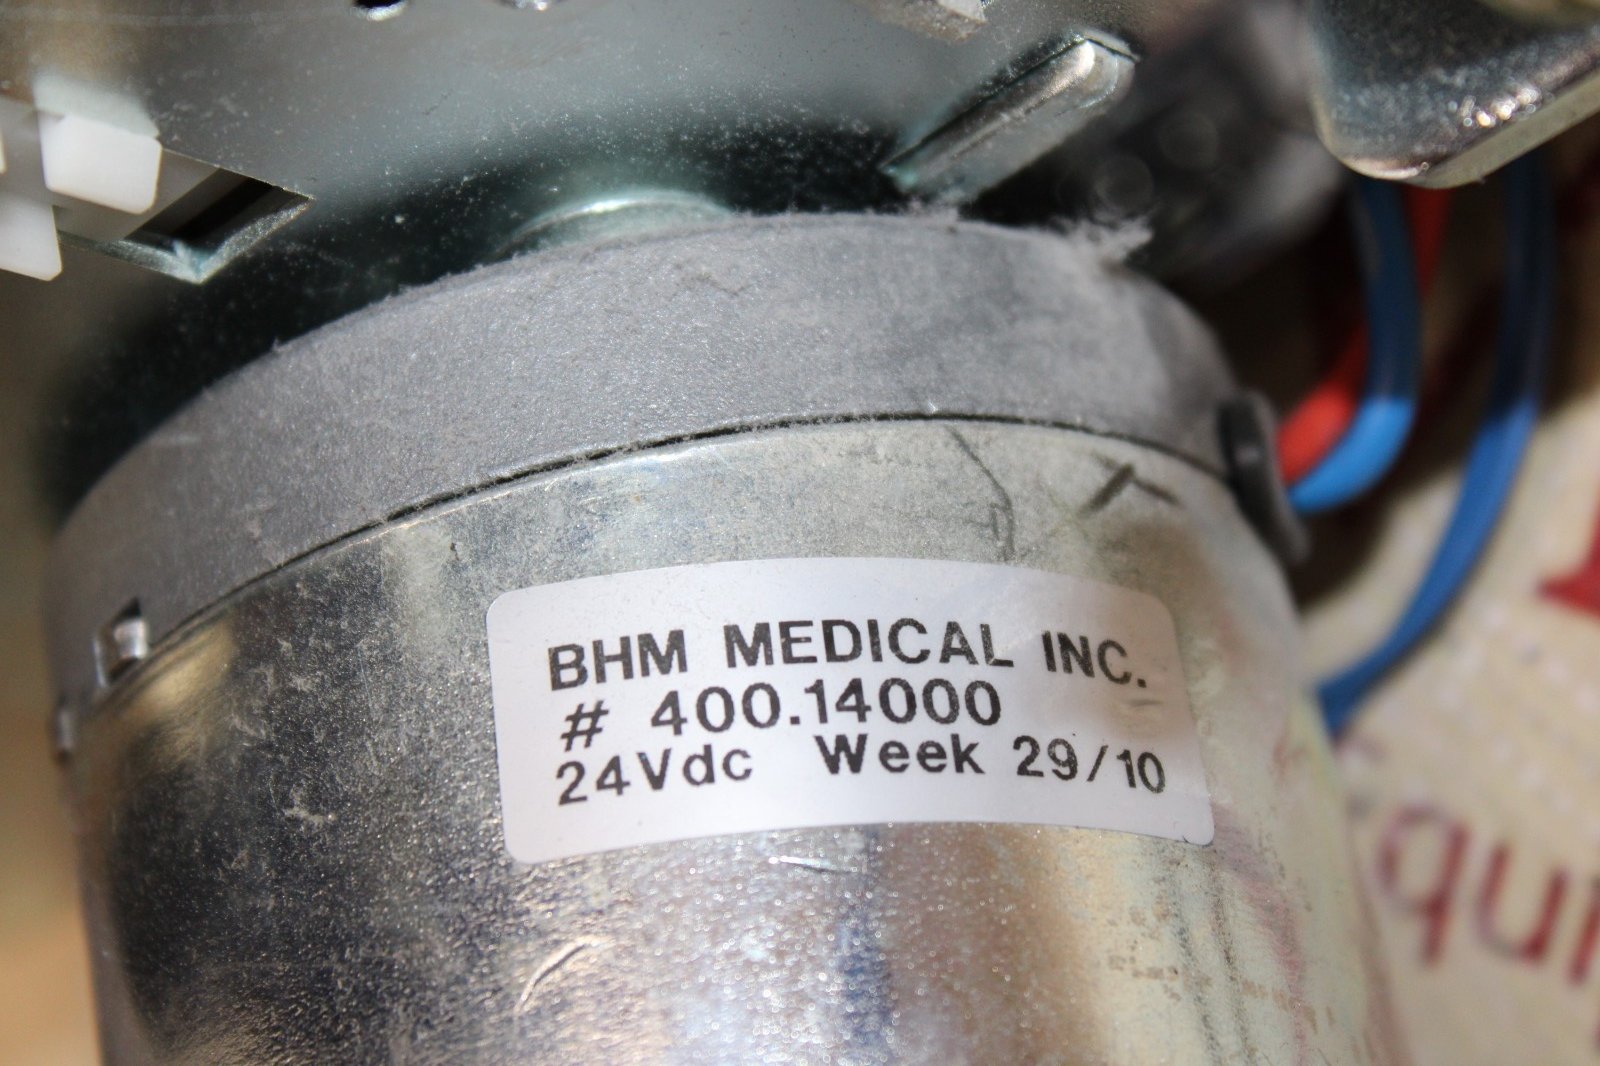 BHM MEDICAL INC.
# 400.14000
24Vdc Week 29/10